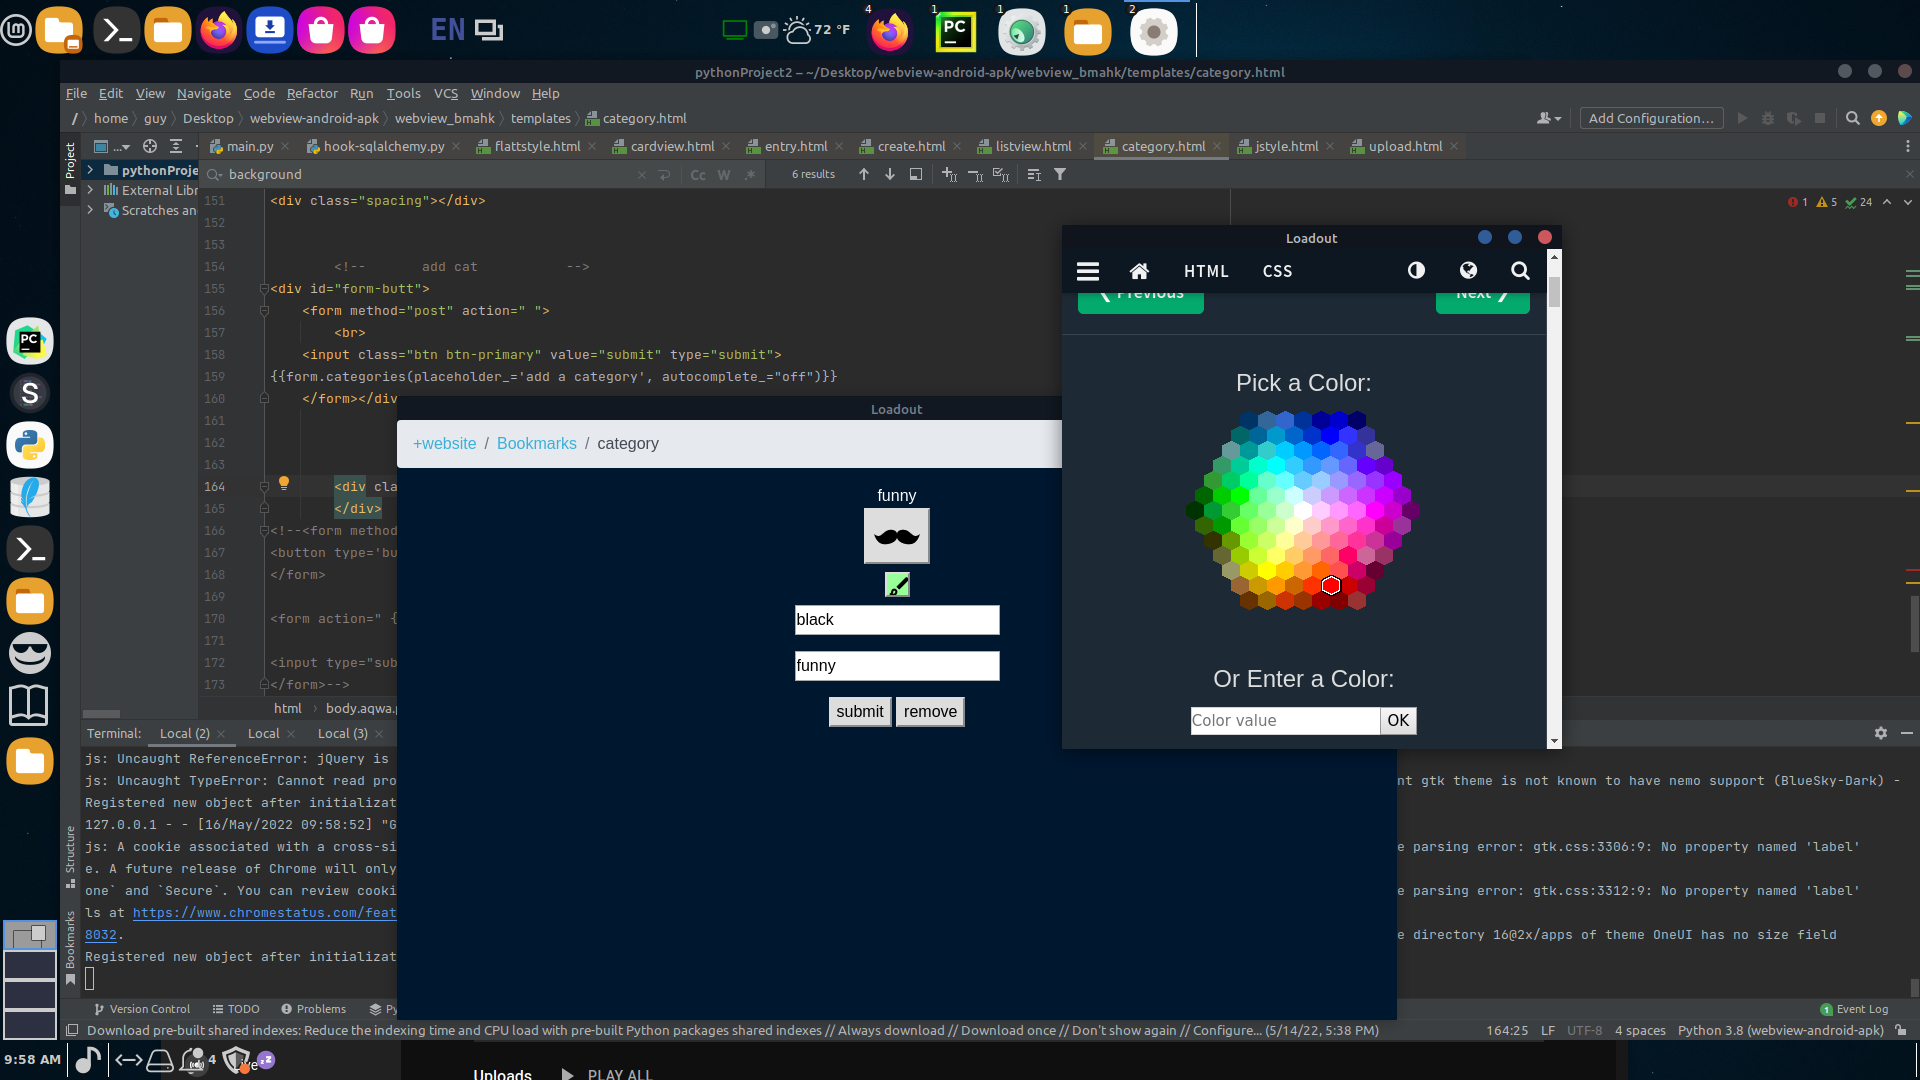 EN
72 °F
4
1
PC
1
1
2
pythonProject2 – ~/Desktop/webview-android-apk/webview_bmahk/templates/category.html
File Edit View Navigate Code Refactor Run Tools VCS Window Help
/ home guy Desktop webview-android-apk webview_bmahk templates category.html
Add Configuration...
Project
... main.py hook-sqlalchemy.py flattstyle.html cardview.html entry.html create.html listview.html category.html jstyle.html upload.html
pythonProje
External Libr
Scratches an
background
Cc W .* 6 results
1 5 24
151 <div class="spacing"></div>
152
153
154 <!-- add cat -->
155 <div id="form-butt">
156 <form method="post" action=" ">
157 <br>
158 <input class="btn btn-primary" value="submit" type="submit">
159 {{form.categories(placeholder_='add a category', autocomplete_="off")}}
160 </form></div
161
162
163
164 <div cla
165 </div>
166 <!--<form method
167 <button type='bu
168 </form>
169
170 <form action=" {
171
172 <input type="sub
173 </form>-->
html body.aqwa.p
Loadout
+website / Bookmarks / category
funny
black
funny
submit remove
Loadout
HTML CSS
❮ Previous Next ❯
Pick a Color:
Or Enter a Color:
Color value OK
Terminal: Local (2) Local Local (3)
js: Uncaught ReferenceError: jQuery is
js: Uncaught TypeError: Cannot read pro
Registered new object after initializat
127.0.0.1 - - [16/May/2022 09:58:52] "G
js: A cookie associated with a cross-si
e. A future release of Chrome will only
one` and `Secure`. You can review cooki
ls at https://www.chromestatus.com/feat
8032.
Registered new object after initializat
nt gtk theme is not known to have nemo support (BlueSky-Dark) -
e parsing error: gtk.css:3306:9: No property named 'label'
e parsing error: gtk.css:3312:9: No property named 'label'
e directory 16@2x/apps of theme OneUI has no size field
Structure
Bookmarks
Version Control TODO Problems Py
1 Event Log
Download pre-built shared indexes: Reduce the indexing time and CPU load with pre-built Python packages shared indexes // Always download // Download once // Don't show again // Configure... (5/14/22, 5:38 PM)
164:25 LF UTF-8 4 spaces Python 3.8 (webview-android-apk)
PC
S
9:58 AM
4
Uploads PLAY ALL